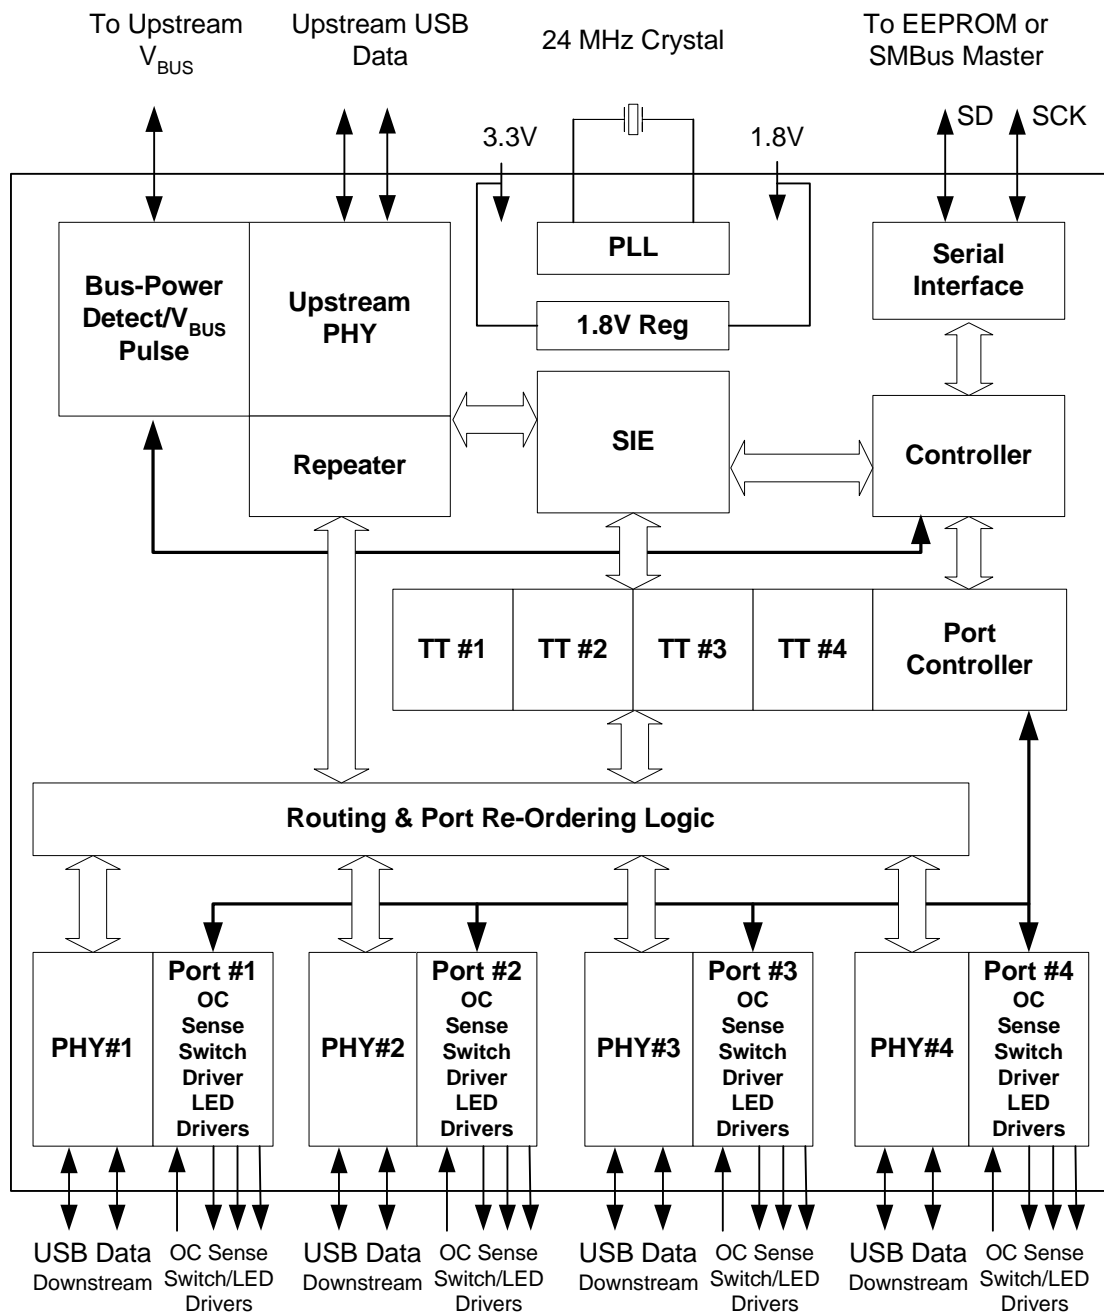 To Upstream
VBUS
Upstream USB
Data
24 MHz Crystal
To EEPROM or
SMBus Master
3.3V
1.8V
SD
SCK
Bus-Power
Detect/VBUS
Pulse
Upstream
PHY
PLL
1.8V Reg
Serial
Interface
Repeater
SIE
Controller
TT #1
TT #2
TT #3
TT #4
Port
Controller
Routing & Port Re-Ordering Logic
PHY#1
Port #1
OC
Sense
Switch
Driver
LED
Drivers
PHY#2
Port #2
OC
Sense
Switch
Driver
LED
Drivers
PHY#3
Port #3
OC
Sense
Switch
Driver
LED
Drivers
PHY#4
Port #4
OC
Sense
Switch
Driver
LED
Drivers
USB Data
Downstream
OC Sense
Switch/LED
Drivers
USB Data
Downstream
OC Sense
Switch/LED
Drivers
USB Data
Downstream
OC Sense
Switch/LED
Drivers
USB Data
Downstream
OC Sense
Switch/LED
Drivers